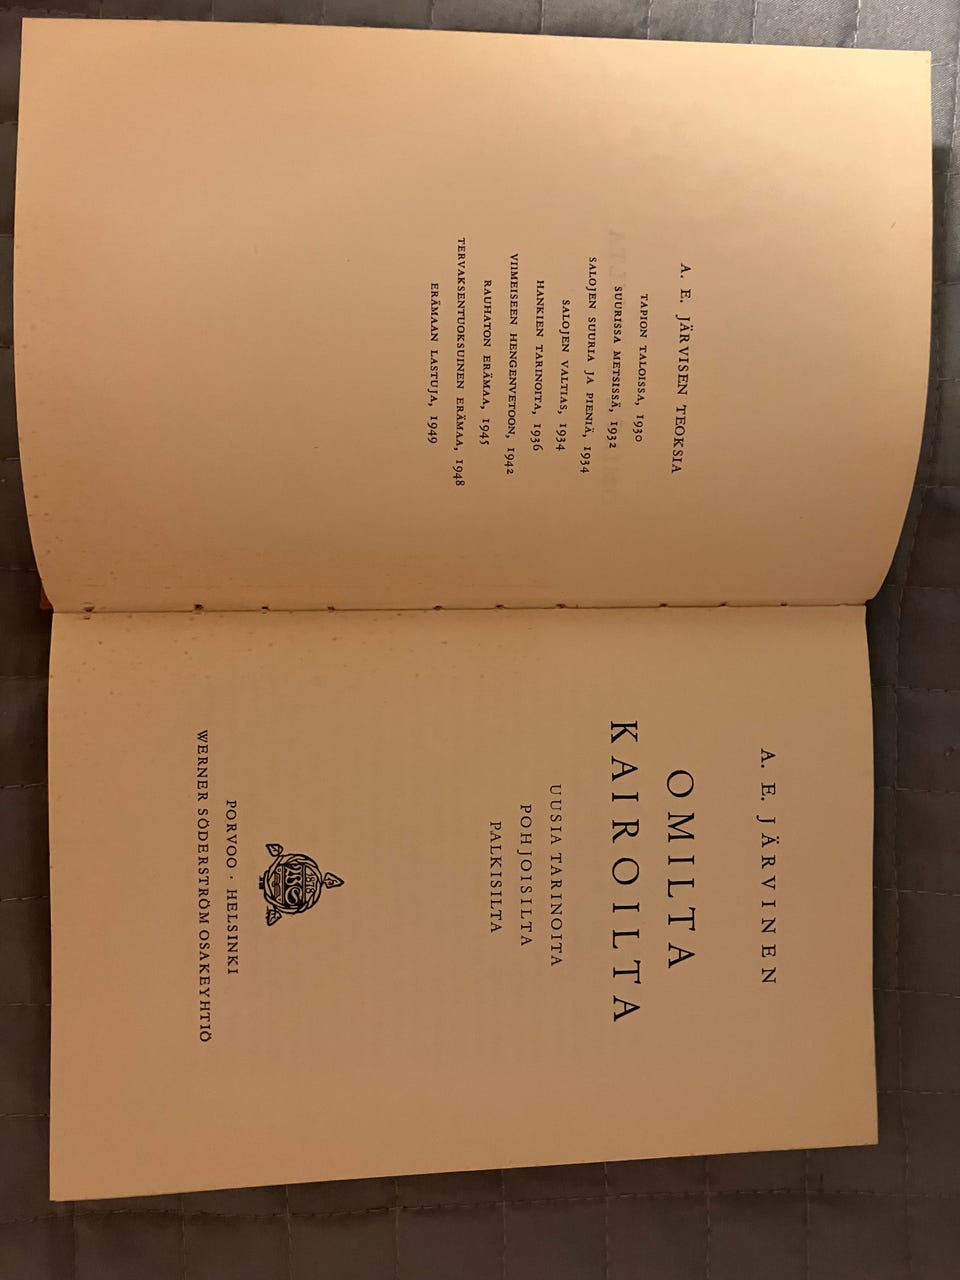 A. E. JÄRVISEN TEOKSIA
TAPION TALOISSA, 1930
SUURISSA METSISSÄ, 1932
SALOJEN SUURIA JA PIENIÄ, 1934
SALOJEN VALTIAS, 1934
HANKIEN TARINOITA, 1936
VIIMEISEEN HENGENVETOON, 1942
RAUHATON ERÄMAA, 1945
TERVAKSENTUOKSUINEN ERÄMAA, 1948
ERÄMAAN LASTUJA, 1949
A. E. JÄRVINEN
OMILTA
KAIROILTA
UUSIA TARINOITA
POHJOISILTA
PALKISILTA
1878
WS
PORVOO · HELSINKI
WERNER SÖDERSTRÖM OSAKEYHTIÖ